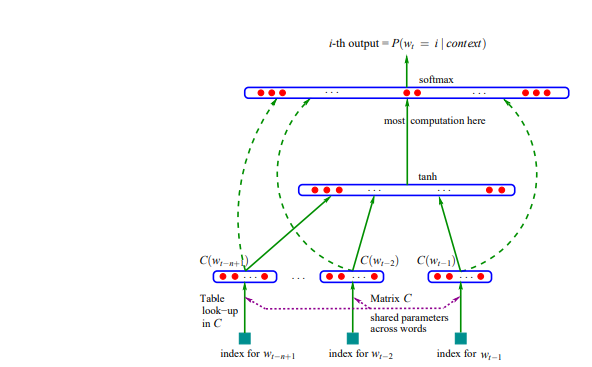 i-th output = P(w_t = i | context)
softmax
. . .
. . .
most computation here
tanh
. . .
. . .
C(w_{t−n+1})
C(w_{t−2})
C(w_{t−1})
. . .
. . .
. . .
. . .
Table
look−up
in C
Matrix C
shared parameters
across words
index for w_{t−n+1}
index for w_{t−2}
index for w_{t−1}